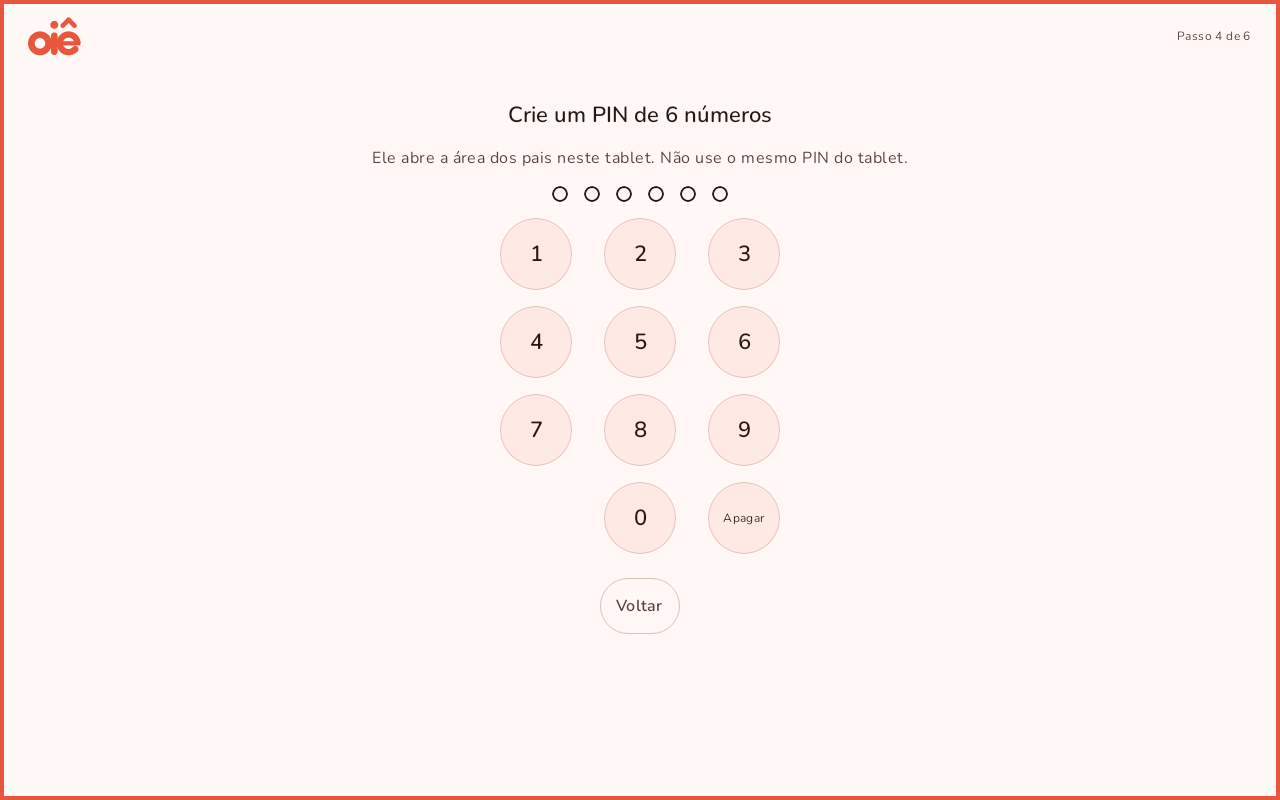 oiê
Passo 4 de 6
Crie um PIN de 6 números
Ele abre a área dos pais neste tablet. Não use o mesmo PIN do tablet.
1 2 3
4 5 6
7 8 9
0 Apagar
Voltar